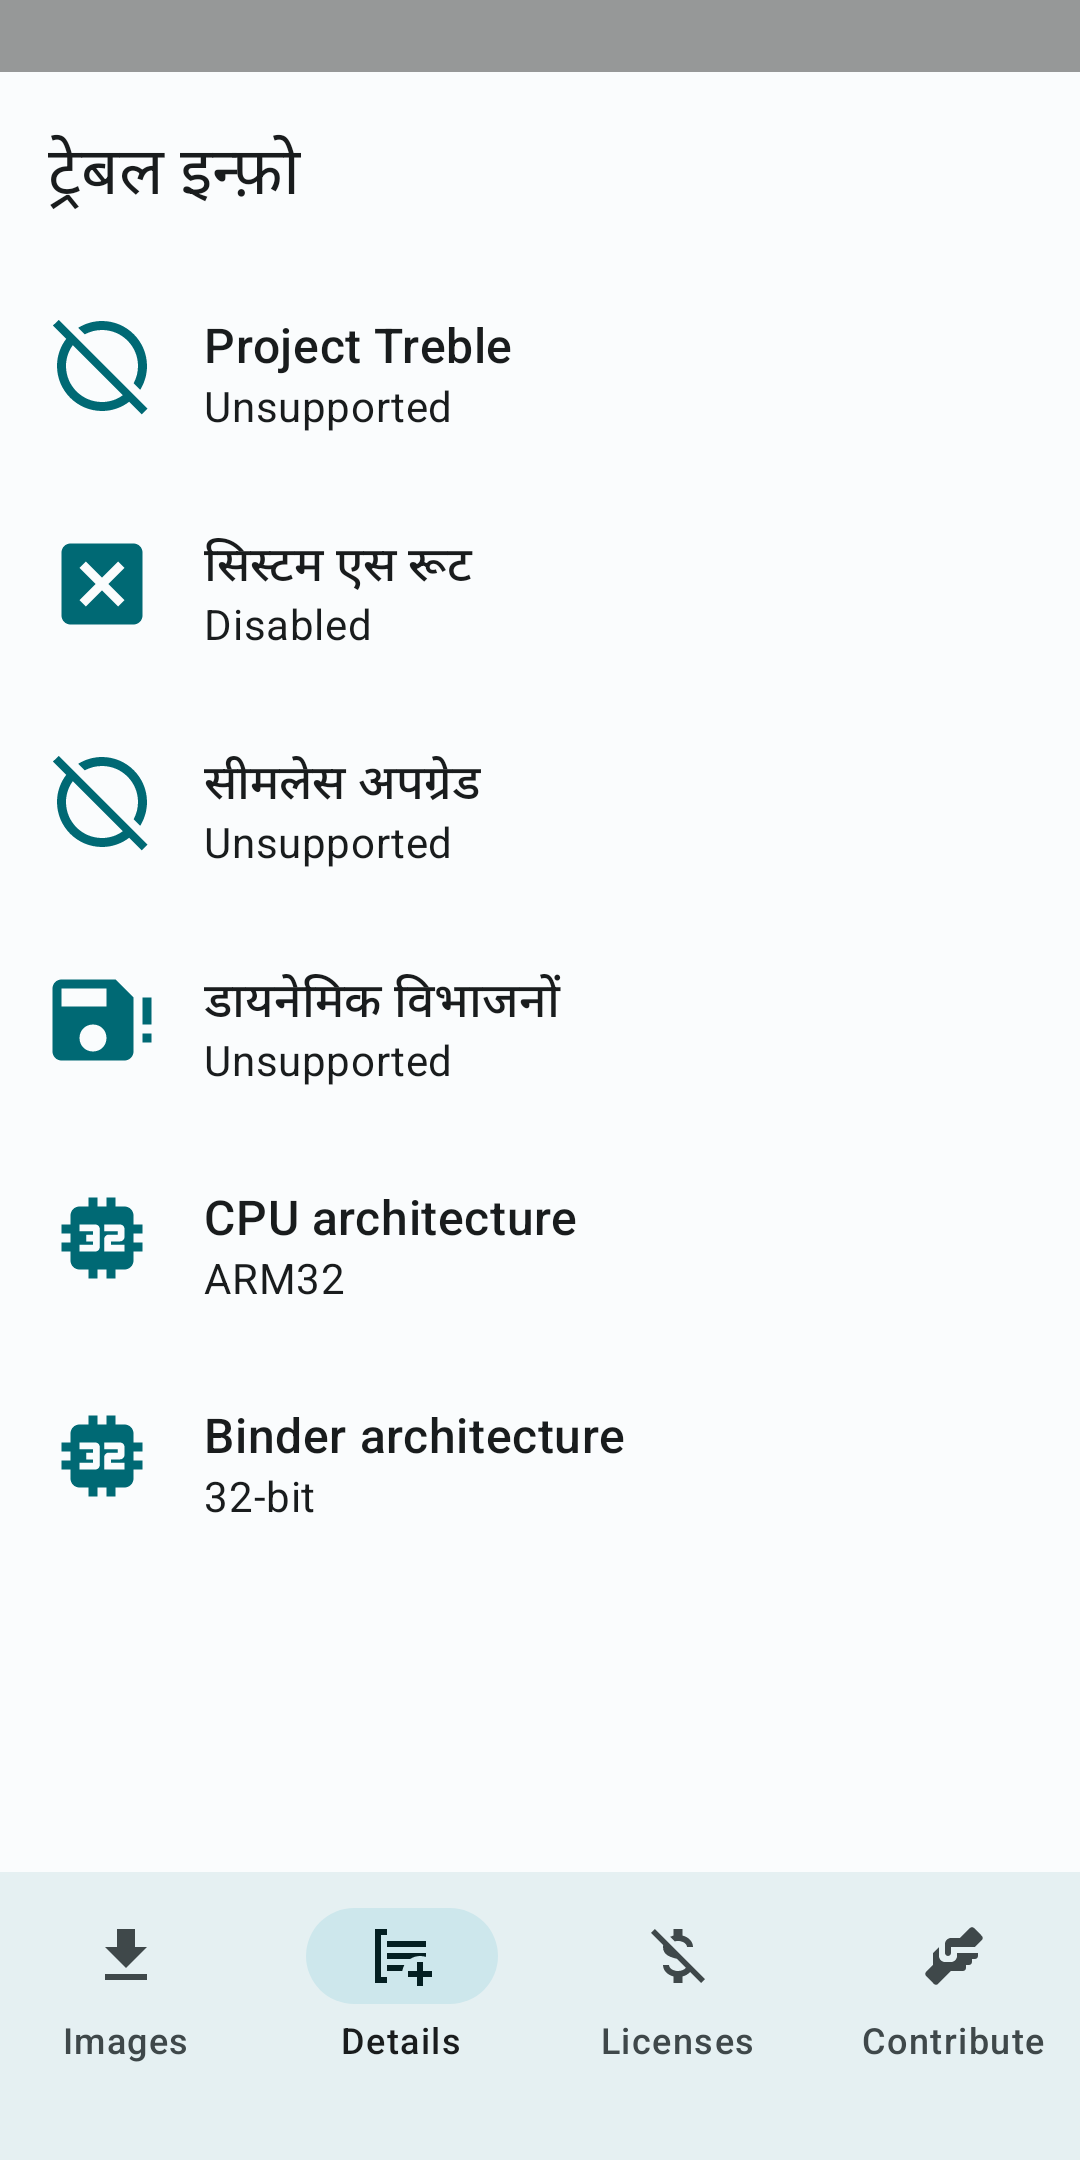 ट्रेबल इन्फ़ो
Project Treble
Unsupported
सिस्टम एस रूट
Disabled
सीमलेस अपग्रेड
Unsupported
डायनेमिक विभाजनों
Unsupported
32
CPU architecture
ARM32
32
Binder architecture
32-bit
Images
Details
Licenses
Contribute